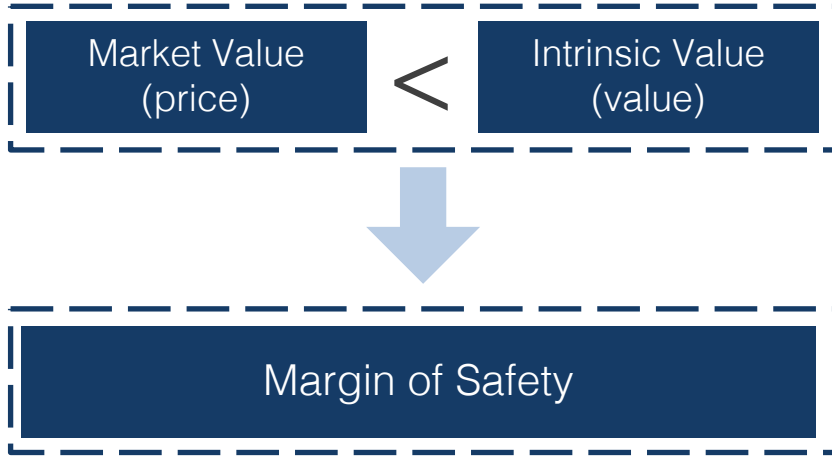 Market Value
(price)
<
Intrinsic Value
(value)
Margin of Safety